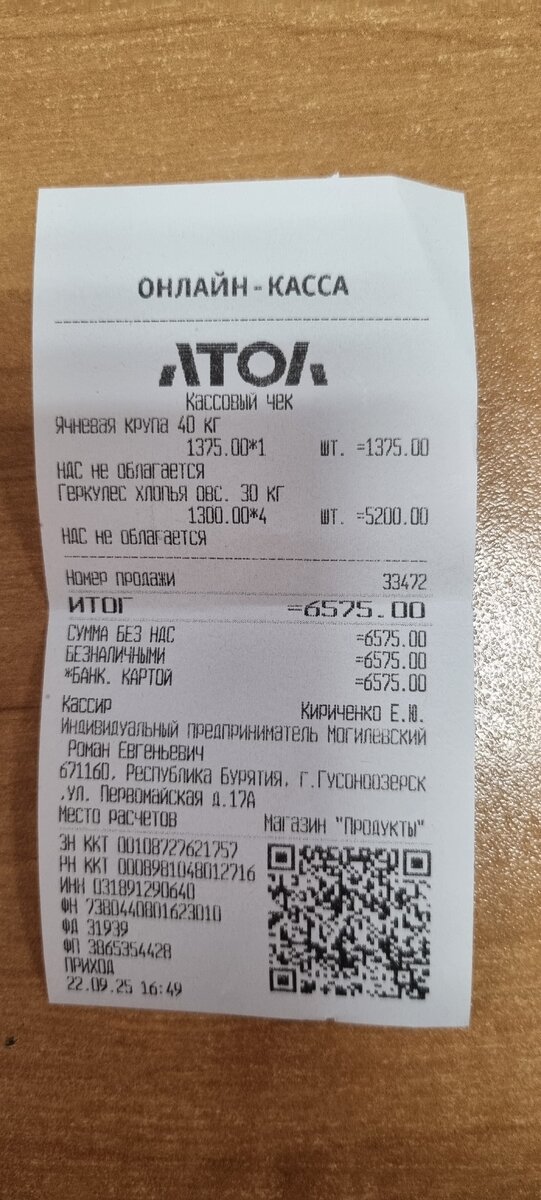 ОНЛАЙН-КАССА
АТОЛ
Кассовый чек
Ячневая крупа 40 кг
1375.00*1 шт. =1375.00
НДС не облагается
Геркулес хлопья овс. 30 кг
1300.00*4 шт. =5200.00
НДС не облагается
Номер продажи 33472
ИТОГ =6575.00
СУММА БЕЗ НДС =6575.00
БЕЗНАЛИЧНЫМИ =6575.00
*БАНК. КАРТОЙ =6575.00
Кассир Кириченко Е.Ю.
Индивидуальный предприниматель Могилевский
Роман Евгеньевич
671160, Республика Бурятия, г.Гусоноозерск
,ул. Первомайская д.17А
Место расчетов Магазин "Продукты"
ЗН ККТ 00108727621757
РН ККТ 0008981048012716
ИНН 031891290640
ФН 7380440801623010
ФД 31939
ФП 3865354428
ПРИХОД
22.09.25 16:49